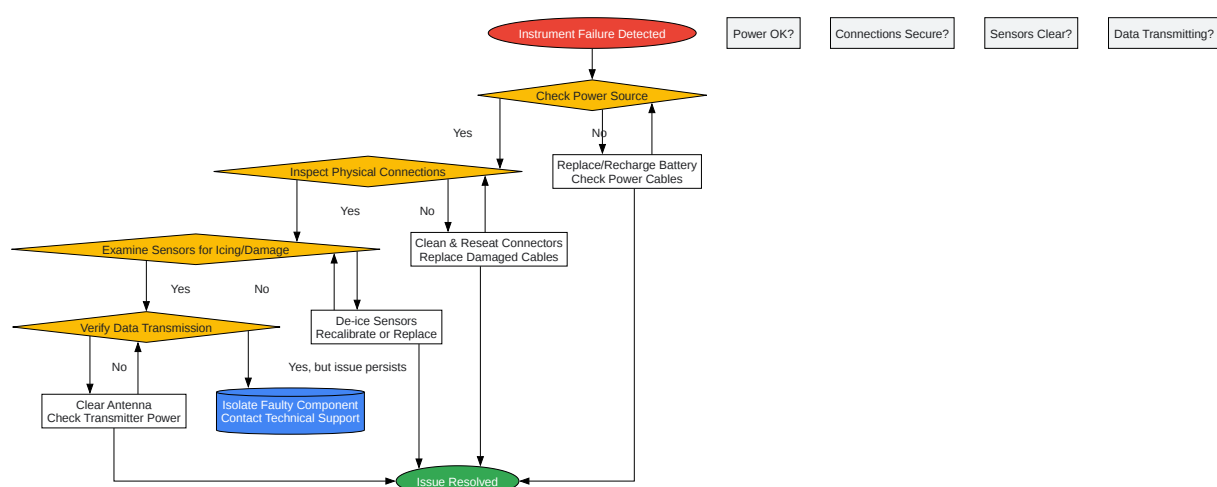 Instrument Failure Detected
Power OK?
Connections Secure?
Sensors Clear?
Data Transmitting?
Check Power Source
Yes
No
Replace/Recharge Battery
Check Power Cables
Inspect Physical Connections
Yes
No
Clean & Reseat Connectors
Replace Damaged Cables
Examine Sensors for Icing/Damage
Yes
No
De-ice Sensors
Recalibrate or Replace
Verify Data Transmission
No
Yes, but issue persists
Clear Antenna
Check Transmitter Power
Isolate Faulty Component
Contact Technical Support
Issue Resolved